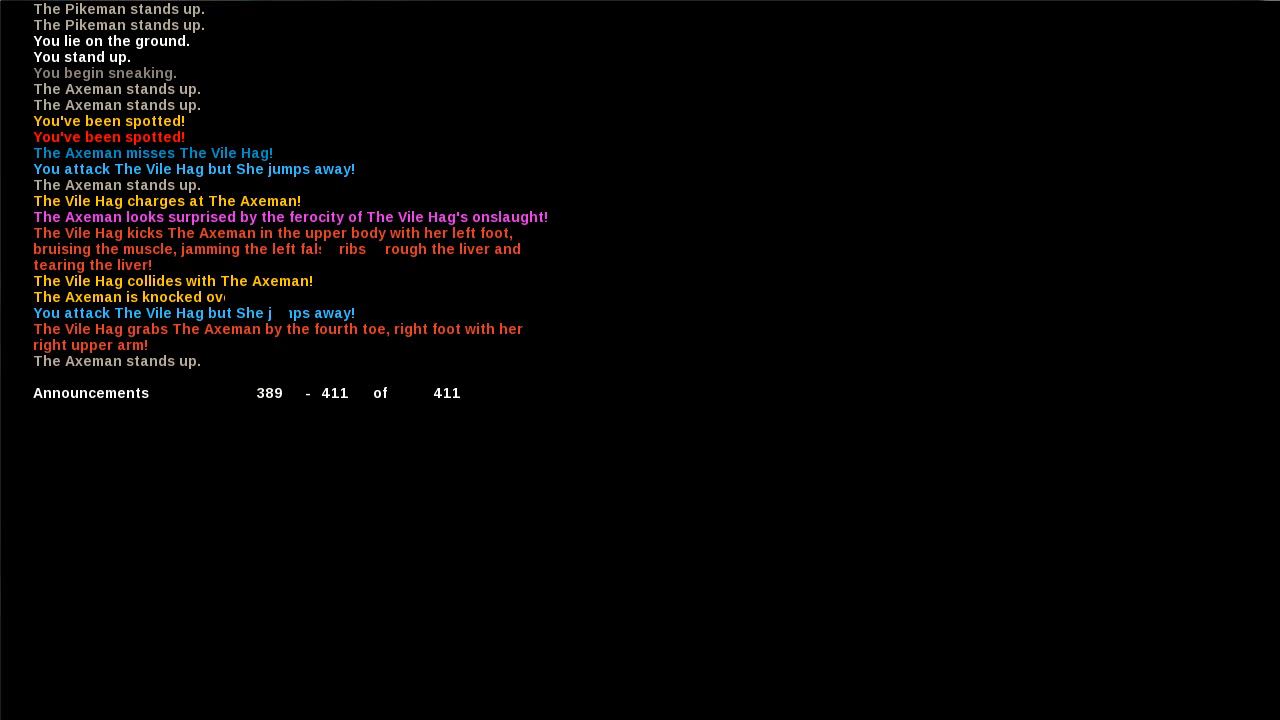 The Pikeman stands up.
The Pikeman stands up.
You lie on the ground.
You stand up.
You begin sneaking.
The Axeman stands up.
The Axeman stands up.
You've been spotted!
You've been spotted!
The Axeman misses The Vile Hag!
You attack The Vile Hag but She jumps away!
The Axeman stands up.
The Vile Hag charges at The Axeman!
The Axeman looks surprised by the ferocity of The Vile Hag's onslaught!
The Vile Hag kicks The Axeman in the upper body with her left foot,
bruising the muscle, jamming the left ribs rough the liver and
tearing the liver!
The Vile Hag collides with The Axeman!
The Axeman is knocked
You attack The Vile Hag but She away!
The Vile Hag grabs The Axeman by the fourth toe, right foot with her
right upper arm!
The Axeman stands up.
Announcements 389 - 411 of 411